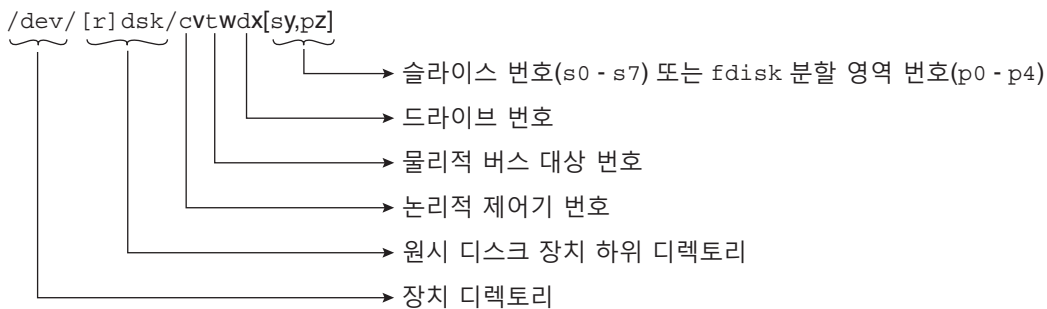 /dev/[r]dsk/cvtwdx[sy,pz]
슬라이스 번호(s0 - s7) 또는 fdisk 분할 영역 번호(p0 - p4)
드라이브 번호
물리적 버스 대상 번호
논리적 제어기 번호
원시 디스크 장치 하위 디렉토리
장치 디렉토리